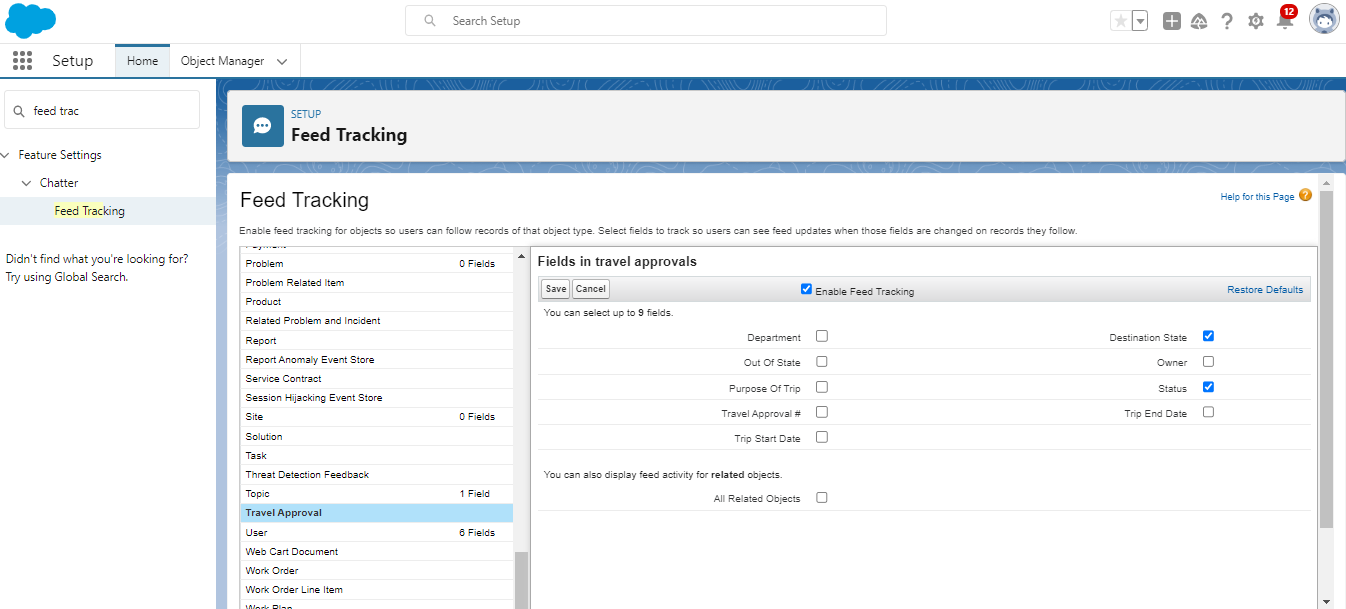 Search Setup
12
Setup
Home
Object Manager
feed trac
Feature Settings
Chatter
Feed Tracking
Didn't find what you're looking for?
Try using Global Search.
SETUP
Feed Tracking
Feed Tracking
Help for this Page ?
Enable feed tracking for objects so users can follow records of that object type. Select fields to track so users can see feed updates when those fields are changed on records they follow.
Payment
Problem 0 Fields
Problem Related Item
Product
Related Problem and Incident
Report
Report Anomaly Event Store
Service Contract
Session Hijacking Event Store
Site 0 Fields
Solution
Task
Threat Detection Feedback
Topic 1 Field
Travel Approval
User 6 Fields
Web Cart Document
Work Order
Work Order Line Item
Work Plan
Fields in travel approvals
Save Cancel Enable Feed Tracking Restore Defaults
You can select up to 9 fields.
Department Destination State
Out Of State Owner
Purpose Of Trip Status
Travel Approval # Trip End Date
Trip Start Date
You can also display feed activity for related objects.
All Related Objects